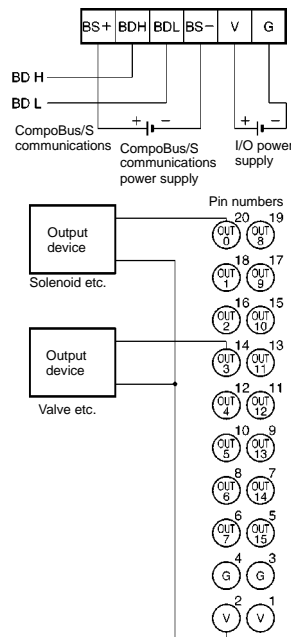 BS+ BDH BDL BS− V G
BD H
BD L
+ −
+ −
CompoBus/S
communications
CompoBus/S
communications
power supply
I/O power
supply
Pin numbers
20 19
Output
device
OUT 0 OUT 8
18 17
Solenoid etc.
OUT 1 OUT 9
16 15
OUT 2 OUT 10
14 13
Output
device
OUT 3 OUT 11
12 11
Valve etc.
OUT 4 OUT 12
10 9
OUT 5 OUT 13
8 7
OUT 6 OUT 14
6 5
OUT 7 OUT 15
4 3
G G
2 1
V V